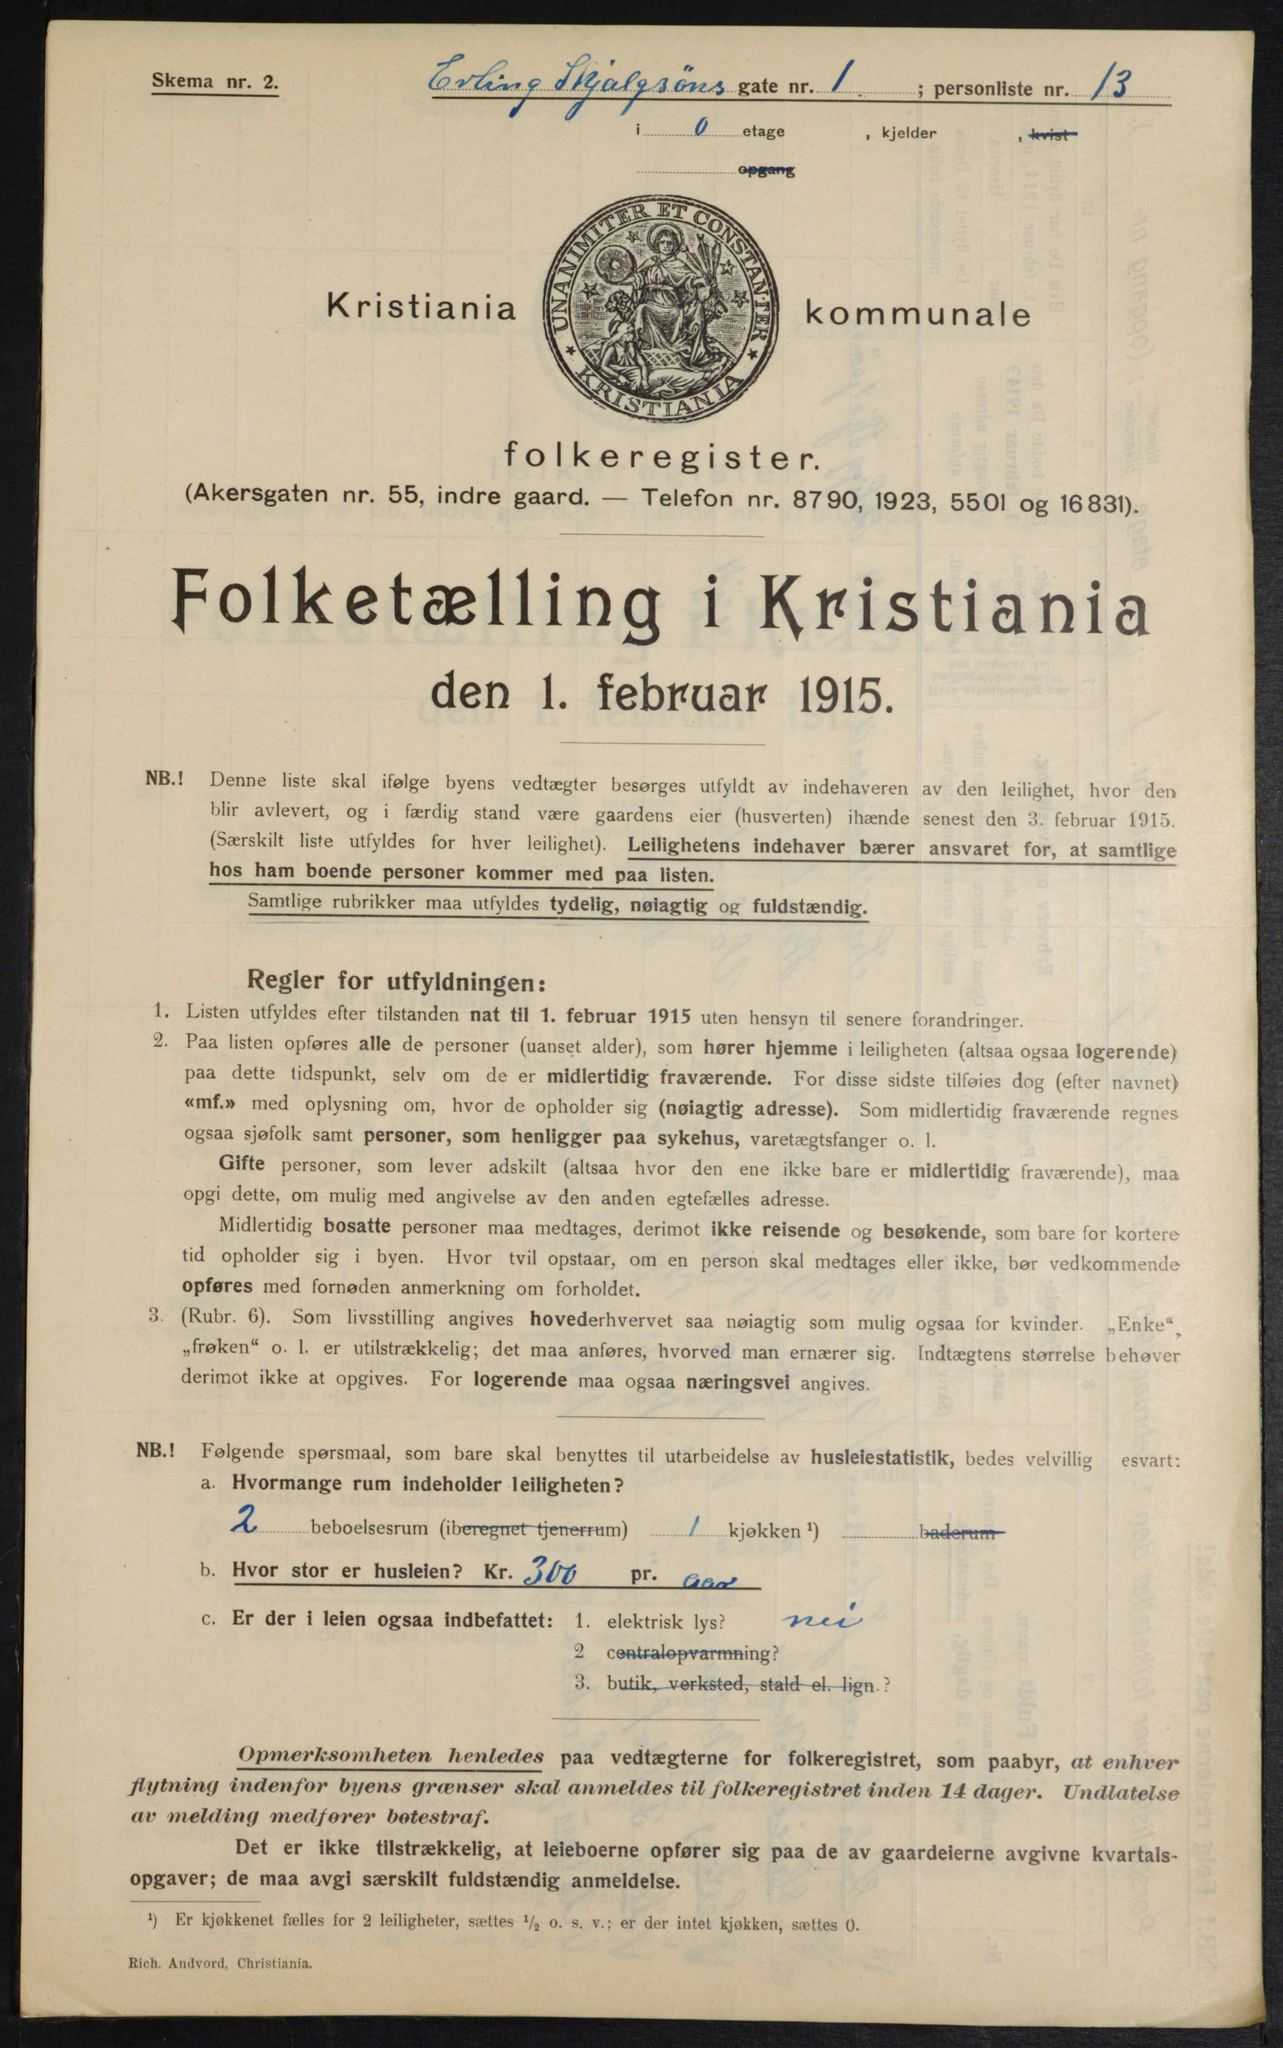 Skema nr. 2.
Erling Skjalgsöns gate nr. 1 ; personliste nr. 13
i 0 etage , kjelder , kvist
opgang
UNANIMITER ET CONSTANTER
KRISTIANIA
Kristiania kommunale
folkeregister.
(Akersgaten nr. 55, indre gaard. — Telefon nr. 8790, 1923, 5501 og 16831).
Folketælling i Kristiania
den 1. februar 1915.
NB.! Denne liste skal ifølge byens vedtægter besørges utfyldt av indehaveren av den leilighet, hvor den
blir avlevert, og i færdig stand være gaardens eier (husverten) ihænde senest den 3. februar 1915.
(Særskilt liste utfyldes for hver leilighet). Leilighetens indehaver bærer ansvaret for, at samtlige
hos ham boende personer kommer med paa listen.
Samtlige rubrikker maa utfyldes tydelig, nøiagtig og fuldstændig.
Regler for utfyldningen:
1. Listen utfyldes efter tilstanden nat til 1. februar 1915 uten hensyn til senere forandringer.
2. Paa listen opføres alle de personer (uanset alder), som hører hjemme i leiligheten (altsaa ogsaa logerende)
paa dette tidspunkt, selv om de er midlertidig fraværende. For disse sidste tilføies dog (efter navnet)
«mf.» med oplysning om, hvor de opholder sig (nøiagtig adresse). Som midlertidig fraværende regnes
ogsaa sjøfolk samt personer, som henligger paa sykehus, varetægtsfanger o. l.
Gifte personer, som lever adskilt (altsaa hvor den ene ikke bare er midlertidig fraværende), maa
opgi dette, om mulig med angivelse av den anden egtefælles adresse.
Midlertidig bosatte personer maa medtages, derimot ikke reisende og besøkende, som bare for kortere
tid opholder sig i byen. Hvor tvil opstaar, om en person skal medtages eller ikke, bør vedkommende
opføres med fornøden anmerkning om forholdet.
3. (Rubr. 6). Som livsstilling angives hovederhvervet saa nøiagtig som mulig ogsaa for kvinder. „Enke“,
„frøken“ o. l. er utilstrækkelig; det maa anføres, hvorved man ernærer sig. Indtægtens størrelse behøver
derimot ikke at opgives. For logerende maa ogsaa næringsvei angives.
NB.! Følgende spørsmaal, som bare skal benyttes til utarbeidelse av husleiestatistik, bedes velvillig esvart:
a. Hvormange rum indeholder leiligheten?
2 beboelsesrum (iberegnet tjenerrum) 1 kjøkken ¹) baderum
b. Hvor stor er husleien? Kr. 300 pr. aar
c. Er der i leien ogsaa indbefattet: 1. elektrisk lys? nei
2 centralopvarmning?
3. butik, verksted, stald el. lign.?
Opmerksomheten henledes paa vedtægterne for folkeregistret, som paabyr, at enhver
flytning indenfor byens grænser skal anmeldes til folkeregistret inden 14 dager. Undlatelse
av melding medfører bøtestraf.
Det er ikke tilstrækkelig, at leieboerne opfører sig paa de av gaardeierne avgivne kvartals-
opgaver; de maa avgi særskilt fuldstændig anmeldelse.
¹) Er kjøkkenet fælles for 2 leiligheter, sættes ½ o. s. v.; er der intet kjøkken, sættes 0.
Rich. Andvord, Christiania.